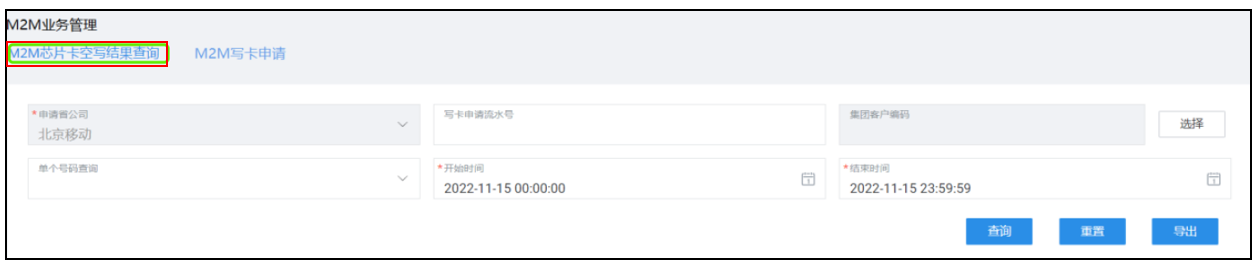 M2M业务管理
M2M芯片卡空写结果查询 M2M写卡申请
*申请省公司 写卡申请流水号 集团客户编码
北京移动 选择
单个号码查询 *开始时间 *结束时间
2022-11-15 00:00:00 2022-11-15 23:59:59
查询 重置 导出